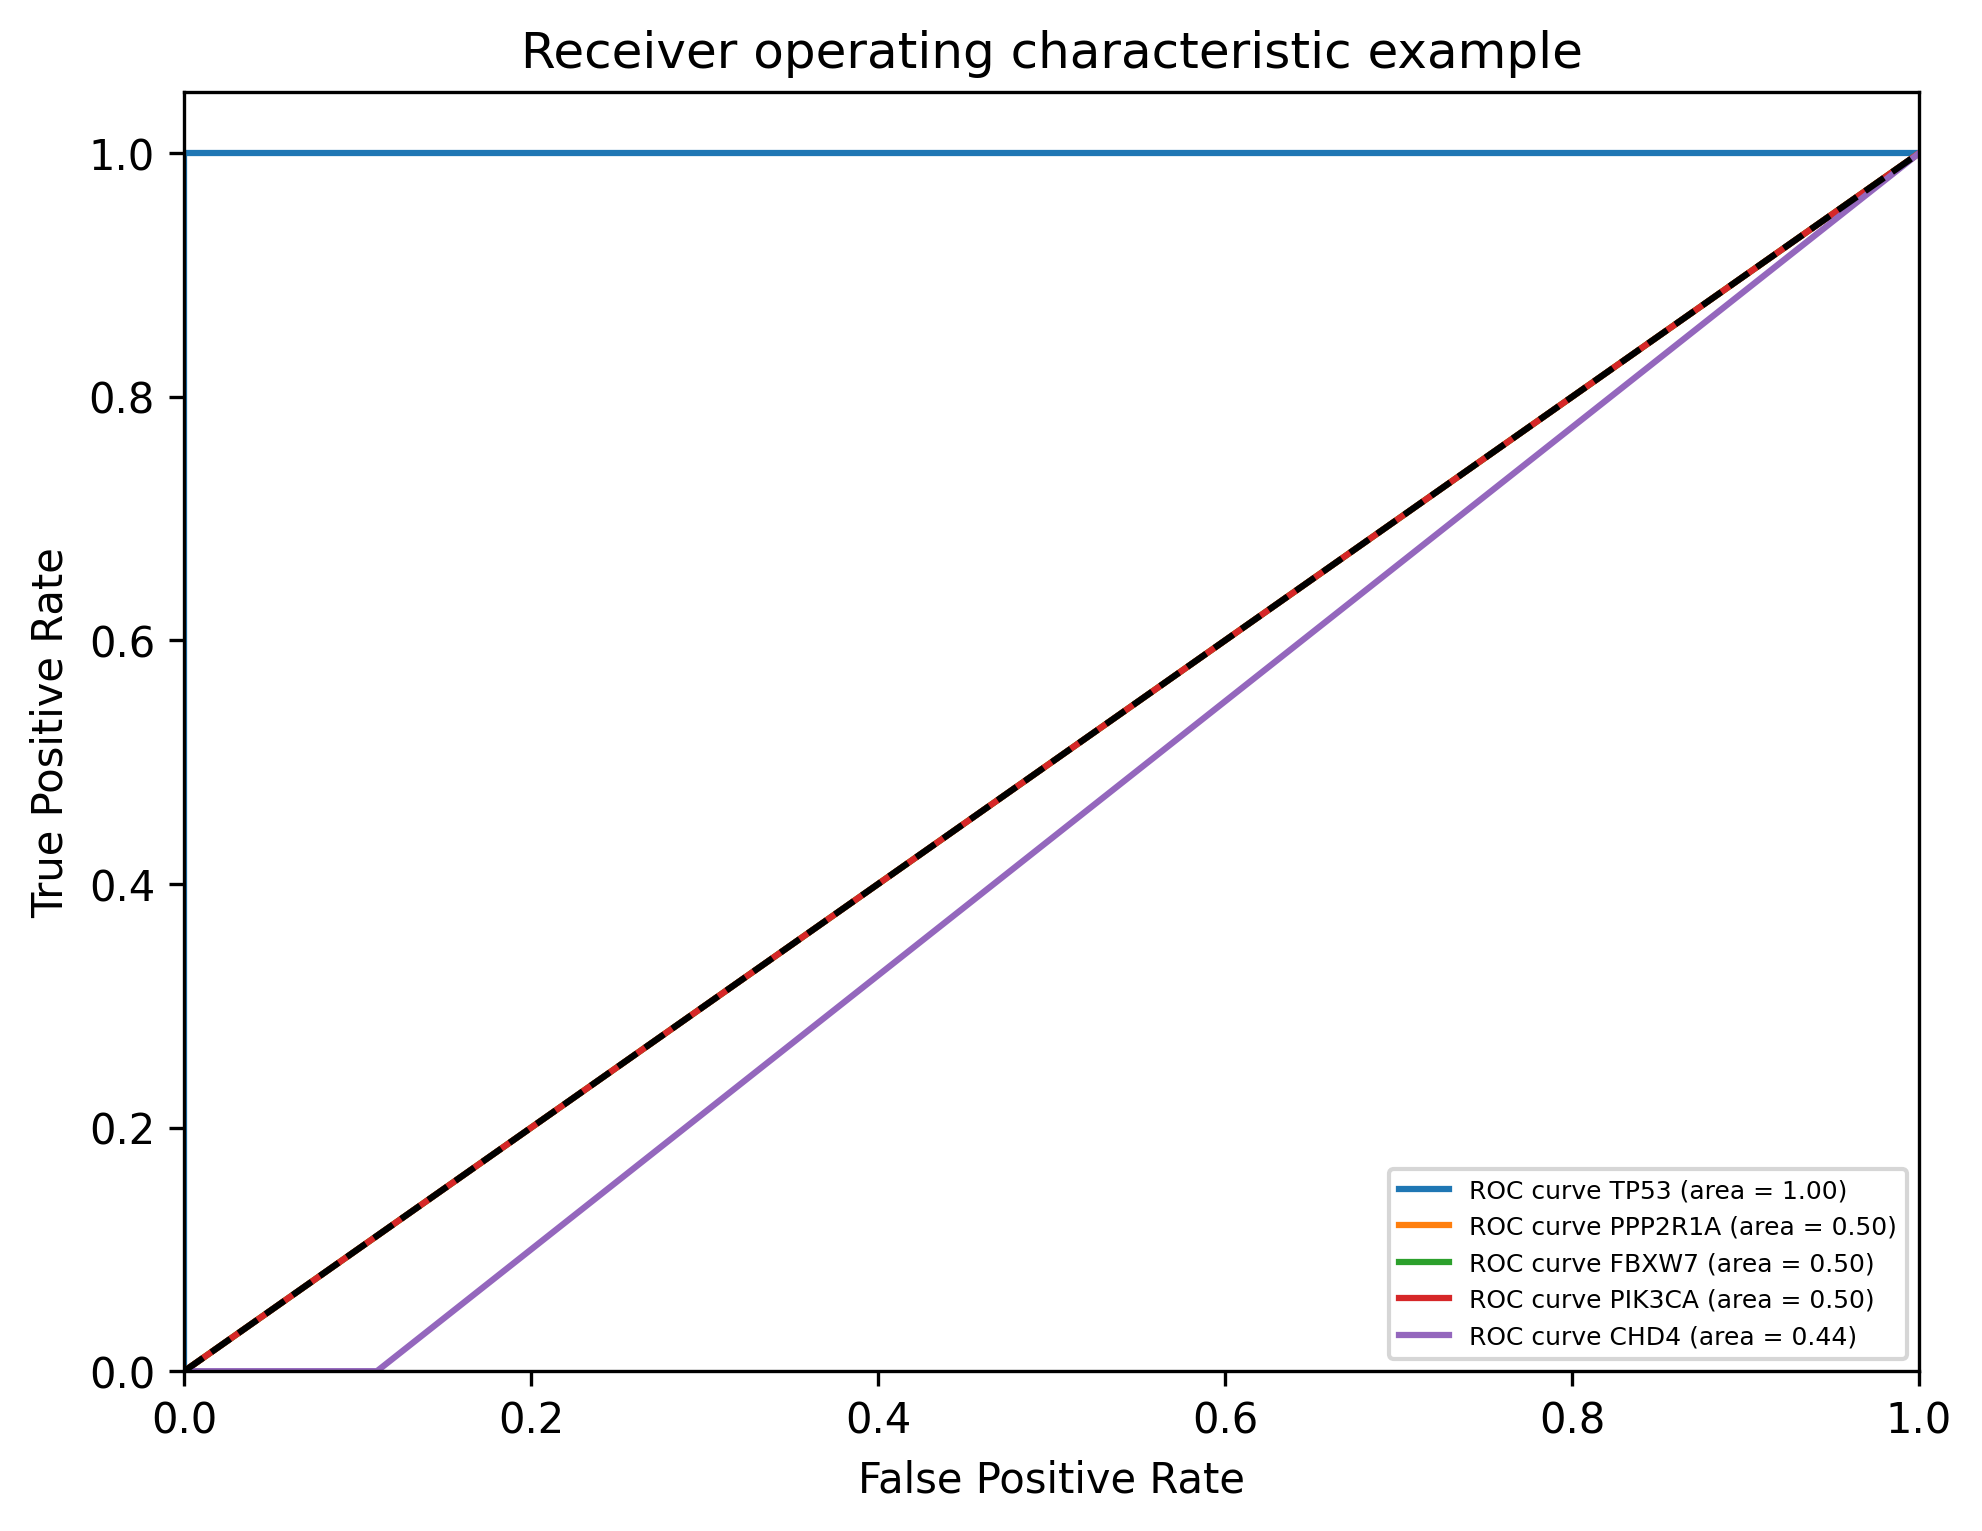 Receiver operating characteristic example
1.0
0.8
0.6
0.4
0.2
0.0
True Positive Rate
0.0 0.2 0.4 0.6 0.8 1.0
False Positive Rate
ROC curve TP53 (area = 1.00)
ROC curve PPP2R1A (area = 0.50)
ROC curve FBXW7 (area = 0.50)
ROC curve PIK3CA (area = 0.50)
ROC curve CHD4 (area = 0.44)